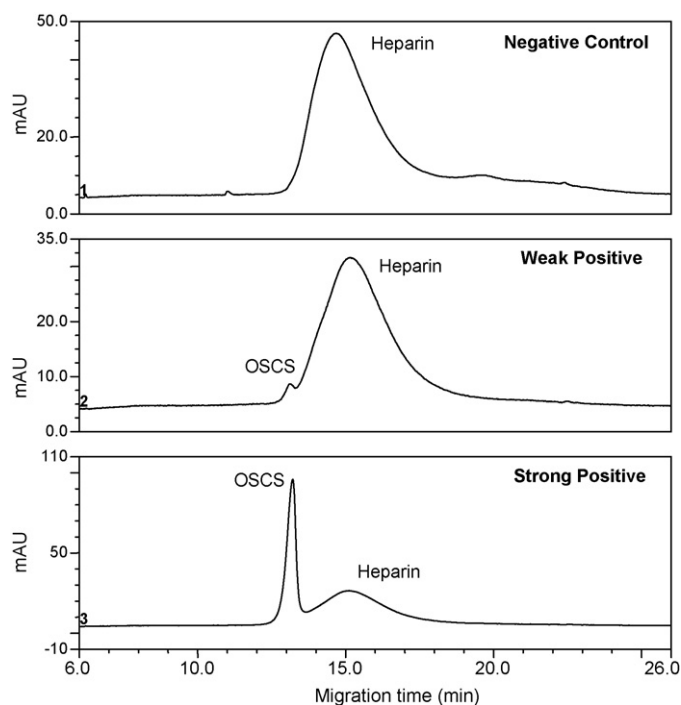 50.0
Heparin
Negative Control
mAU
20.0
1
0.0
35.0
Weak Positive
Heparin
mAU
20.0
OSCS
10.0
2
0.0
110
OSCS
Strong Positive
mAU
50
Heparin
3
-10
6.0 10.0 15.0 20.0 26.0
Migration time (min)